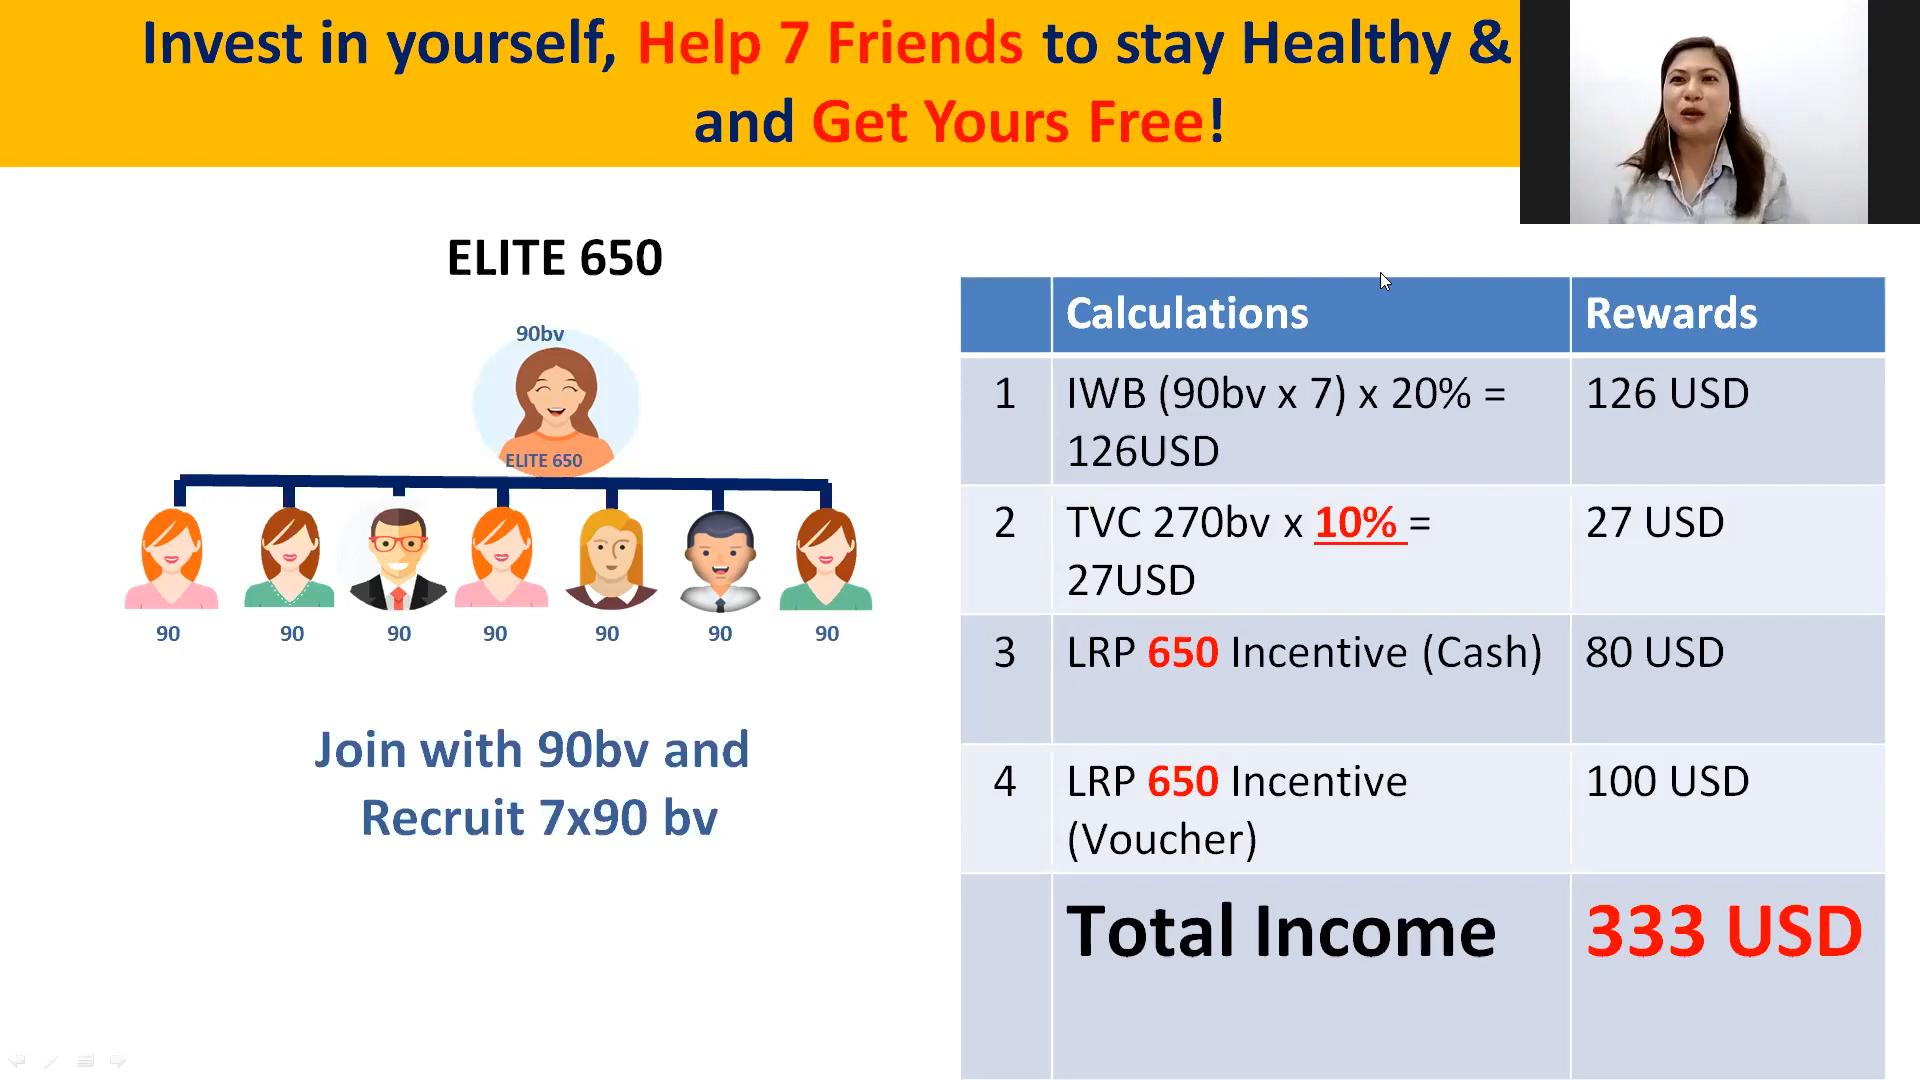 Invest in yourself, Help 7 Friends to stay Healthy &
and Get Yours Free!
ELITE 650
90bv
ELITE 650
90 90 90 90 90 90 90
Join with 90bv and
Recruit 7x90 bv
Calculations Rewards
1 IWB (90bv x 7) x 20% = 126 USD
126USD
2 TVC 270bv x 10% = 27 USD
27USD
3 LRP 650 Incentive (Cash) 80 USD
4 LRP 650 Incentive 100 USD
(Voucher)
Total Income 333 USD